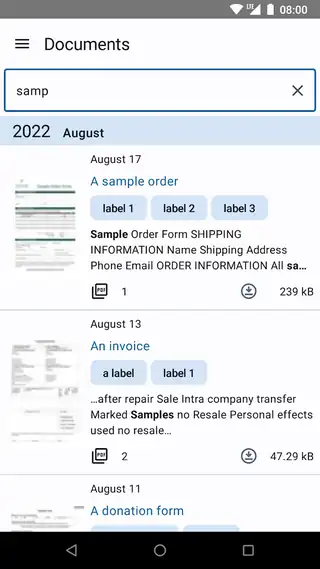 LTE 08:00
Documents
samp
2022 August
August 17
A sample order
label 1 label 2 label 3
Sample Order Form SHIPPING
INFORMATION Name Shipping Address
Phone Email ORDER INFORMATION All sa…
PDF 1 239 kB
August 13
An invoice
a label label 1
…after repair Sale Intra company transfer
Marked Samples no Resale Personal effects
used no resale…
PDF 2 47.29 kB
August 11
A donation form